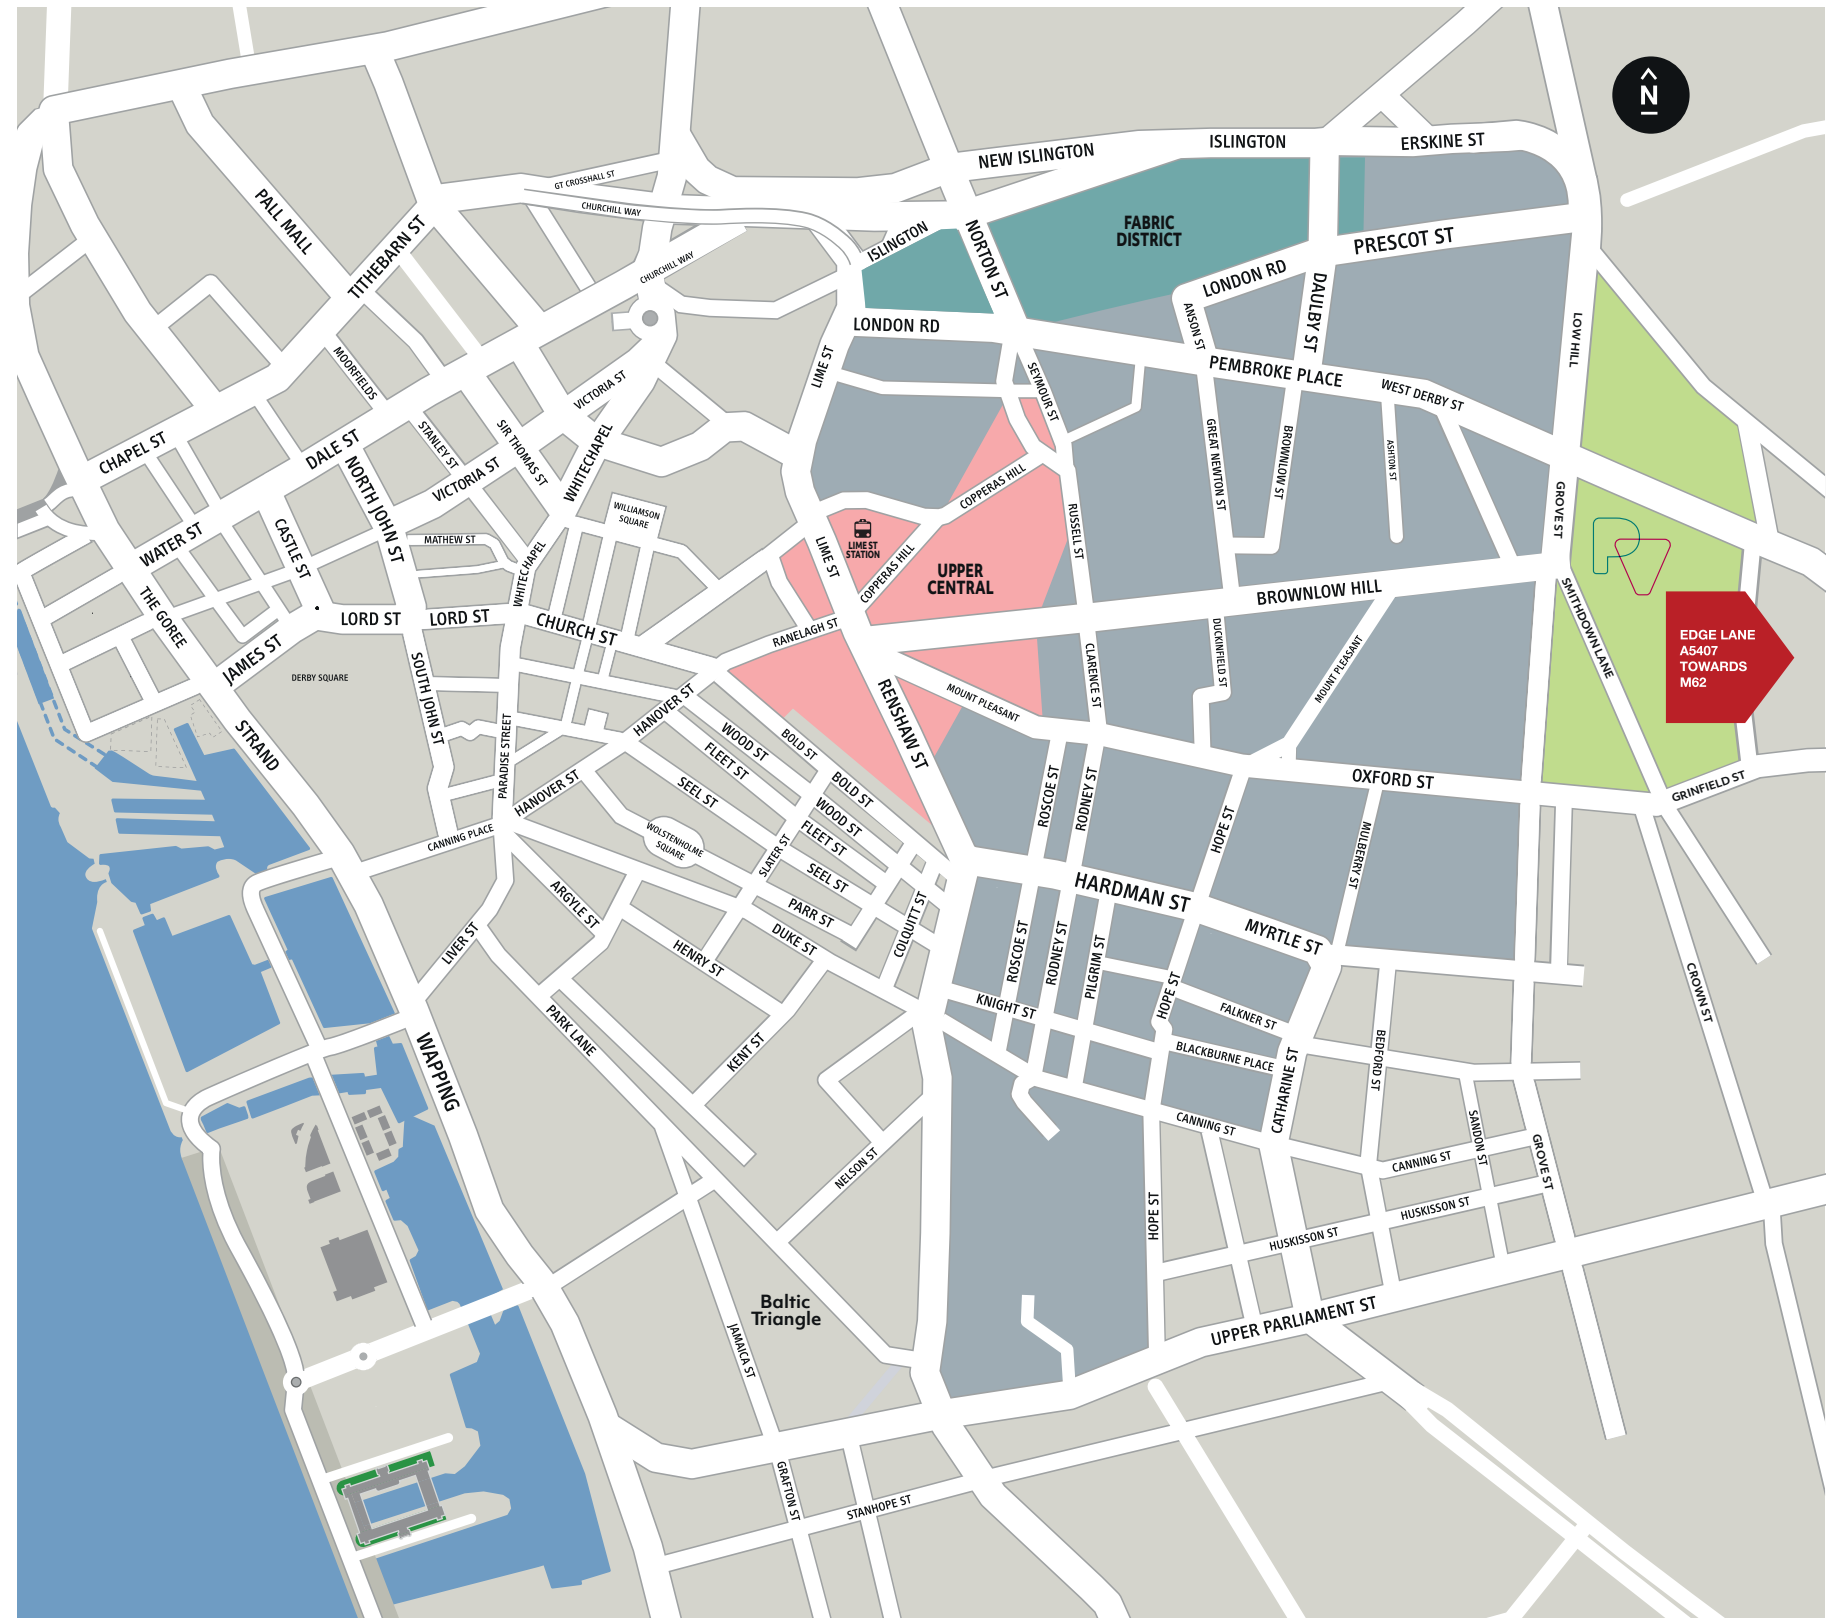 N
ISLINGTON
ERSKINE ST
NEW ISLINGTON
GT CROSSHALL ST
CHURCHILL WAY
PALL MALL
TITHEBARN ST
ISLINGTON
NORTON ST
FABRIC
DISTRICT
PRESCOT ST
CHURCHILL WAY
LONDON RD
DAULBY ST
ANSON ST
LONDON RD
LOW HILL
MOORFIELDS
LIME ST
SEYMOUR ST
PEMBROKE PLACE
WEST DERBY ST
VICTORIA ST
CHAPEL ST
DALE ST
STANLEY ST
SIR THOMAS ST
WHITECHAPEL
GREAT NEWTON ST
BROWNLOW ST
ASHTON ST
NORTH JOHN ST
VICTORIA ST
COPPERAS HILL
GROVE ST
WILLIAMSON
SQUARE
WATER ST
CASTLE ST
MATHEW ST
LIME ST
LIME ST
STATION
RUSSELL ST
COPPERAS HILL
UPPER
CENTRAL
WHITECHAPEL
BROWNLOW HILL
THE GOREE
LORD ST
LORD ST
CHURCH ST
RANELAGH ST
SMITHDOWN LANE
EDGE LANE
A5407
TOWARDS
M62
JAMES ST
DERBY SQUARE
SOUTH JOHN ST
DUCKINFIELD ST
MOUNT PLEASANT
CLARENCE ST
HANOVER ST
RENSHAW ST
MOUNT PLEASANT
STRAND
PARADISE STREET
WOOD ST
BOLD ST
FLEET ST
BOLD ST
OXFORD ST
GRINFIELD ST
HANOVER ST
SEEL ST
WOOD ST
ROSCOE ST
RODNEY ST
HOPE ST
MULBERRY ST
CANNING PLACE
WOLSTENHOLME
SQUARE
SLATER ST
FLEET ST
SEEL ST
HARDMAN ST
ARGYLE ST
PARR ST
COLQUITT ST
MYRTLE ST
LIVER ST
HENRY ST
DUKE ST
ROSCOE ST
RODNEY ST
PILGRIM ST
HOPE ST
CROWN ST
KNIGHT ST
FALKNER ST
PARK LANE
KENT ST
WAPPING
BLACKBURNE PLACE
CATHARINE ST
BEDFORD ST
CANNING ST
SANDON ST
GROVE ST
NELSON ST
CANNING ST
HOPE ST
HUSKISSON ST
HUSKISSON ST
Baltic
Triangle
UPPER PARLIAMENT ST
JAMAICA ST
GRAFTON ST
STANHOPE ST